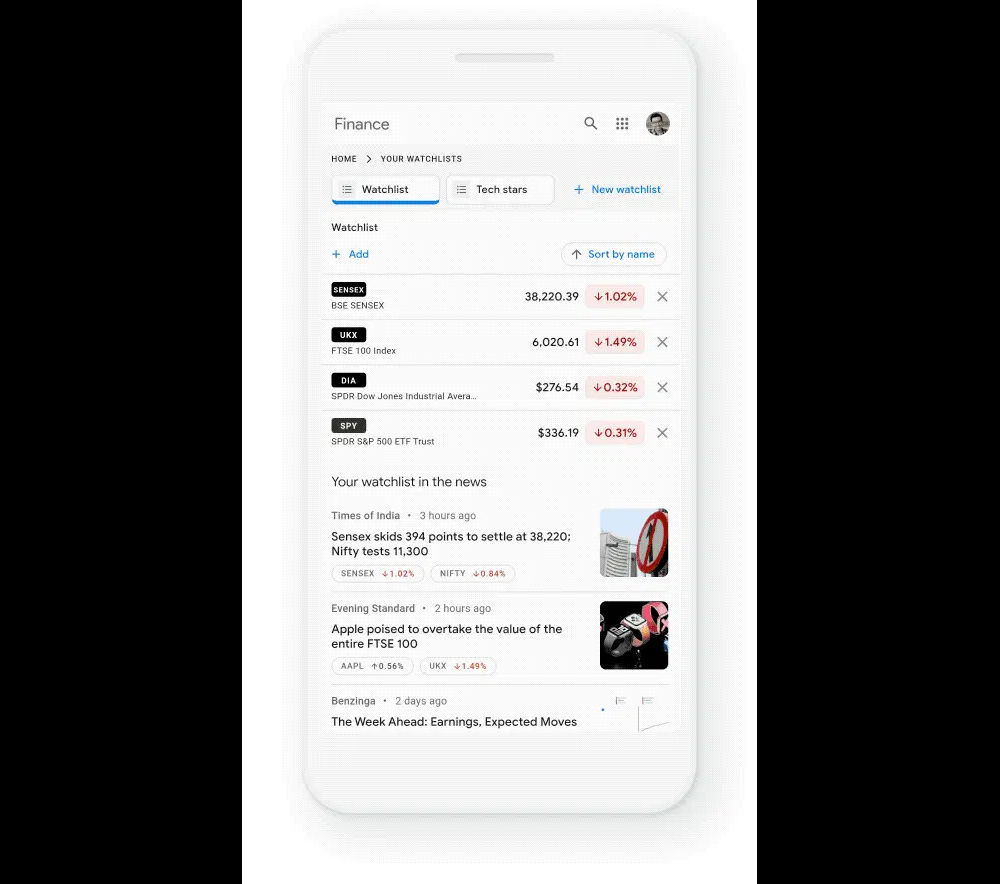 Finance
HOME > YOUR WATCHLISTS
Watchlist Tech stars + New watchlist
Watchlist
+ Add ↑ Sort by name
SENSEX 38,220.39 ↓1.02% ×
BSE SENSEX
UKX 6,020.61 ↓1.49% ×
FTSE 100 Index
DIA $276.54 ↓0.32% ×
SPDR Dow Jones Industrial Avera...
SPY $336.19 ↓0.31% ×
SPDR S&P 500 ETF Trust
Your watchlist in the news
Times of India • 3 hours ago
Sensex skids 394 points to settle at 38,220;
Nifty tests 11,300
SENSEX ↓1.02% NIFTY ↓0.84%
Evening Standard • 2 hours ago
Apple poised to overtake the value of the
entire FTSE 100
AAPL ↑0.56% UKX ↓1.49%
Benzinga • 2 days ago
The Week Ahead: Earnings, Expected Moves